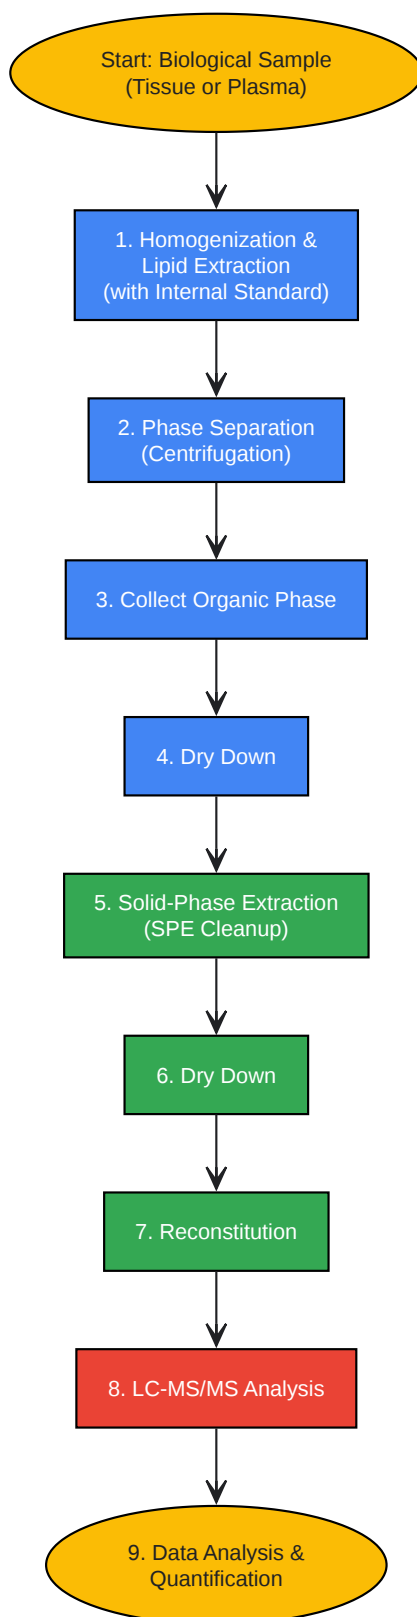 Start: Biological Sample
(Tissue or Plasma)
1. Homogenization &
Lipid Extraction
(with Internal Standard)
2. Phase Separation
(Centrifugation)
3. Collect Organic Phase
4. Dry Down
5. Solid-Phase Extraction
(SPE Cleanup)
6. Dry Down
7. Reconstitution
8. LC-MS/MS Analysis
9. Data Analysis &
Quantification